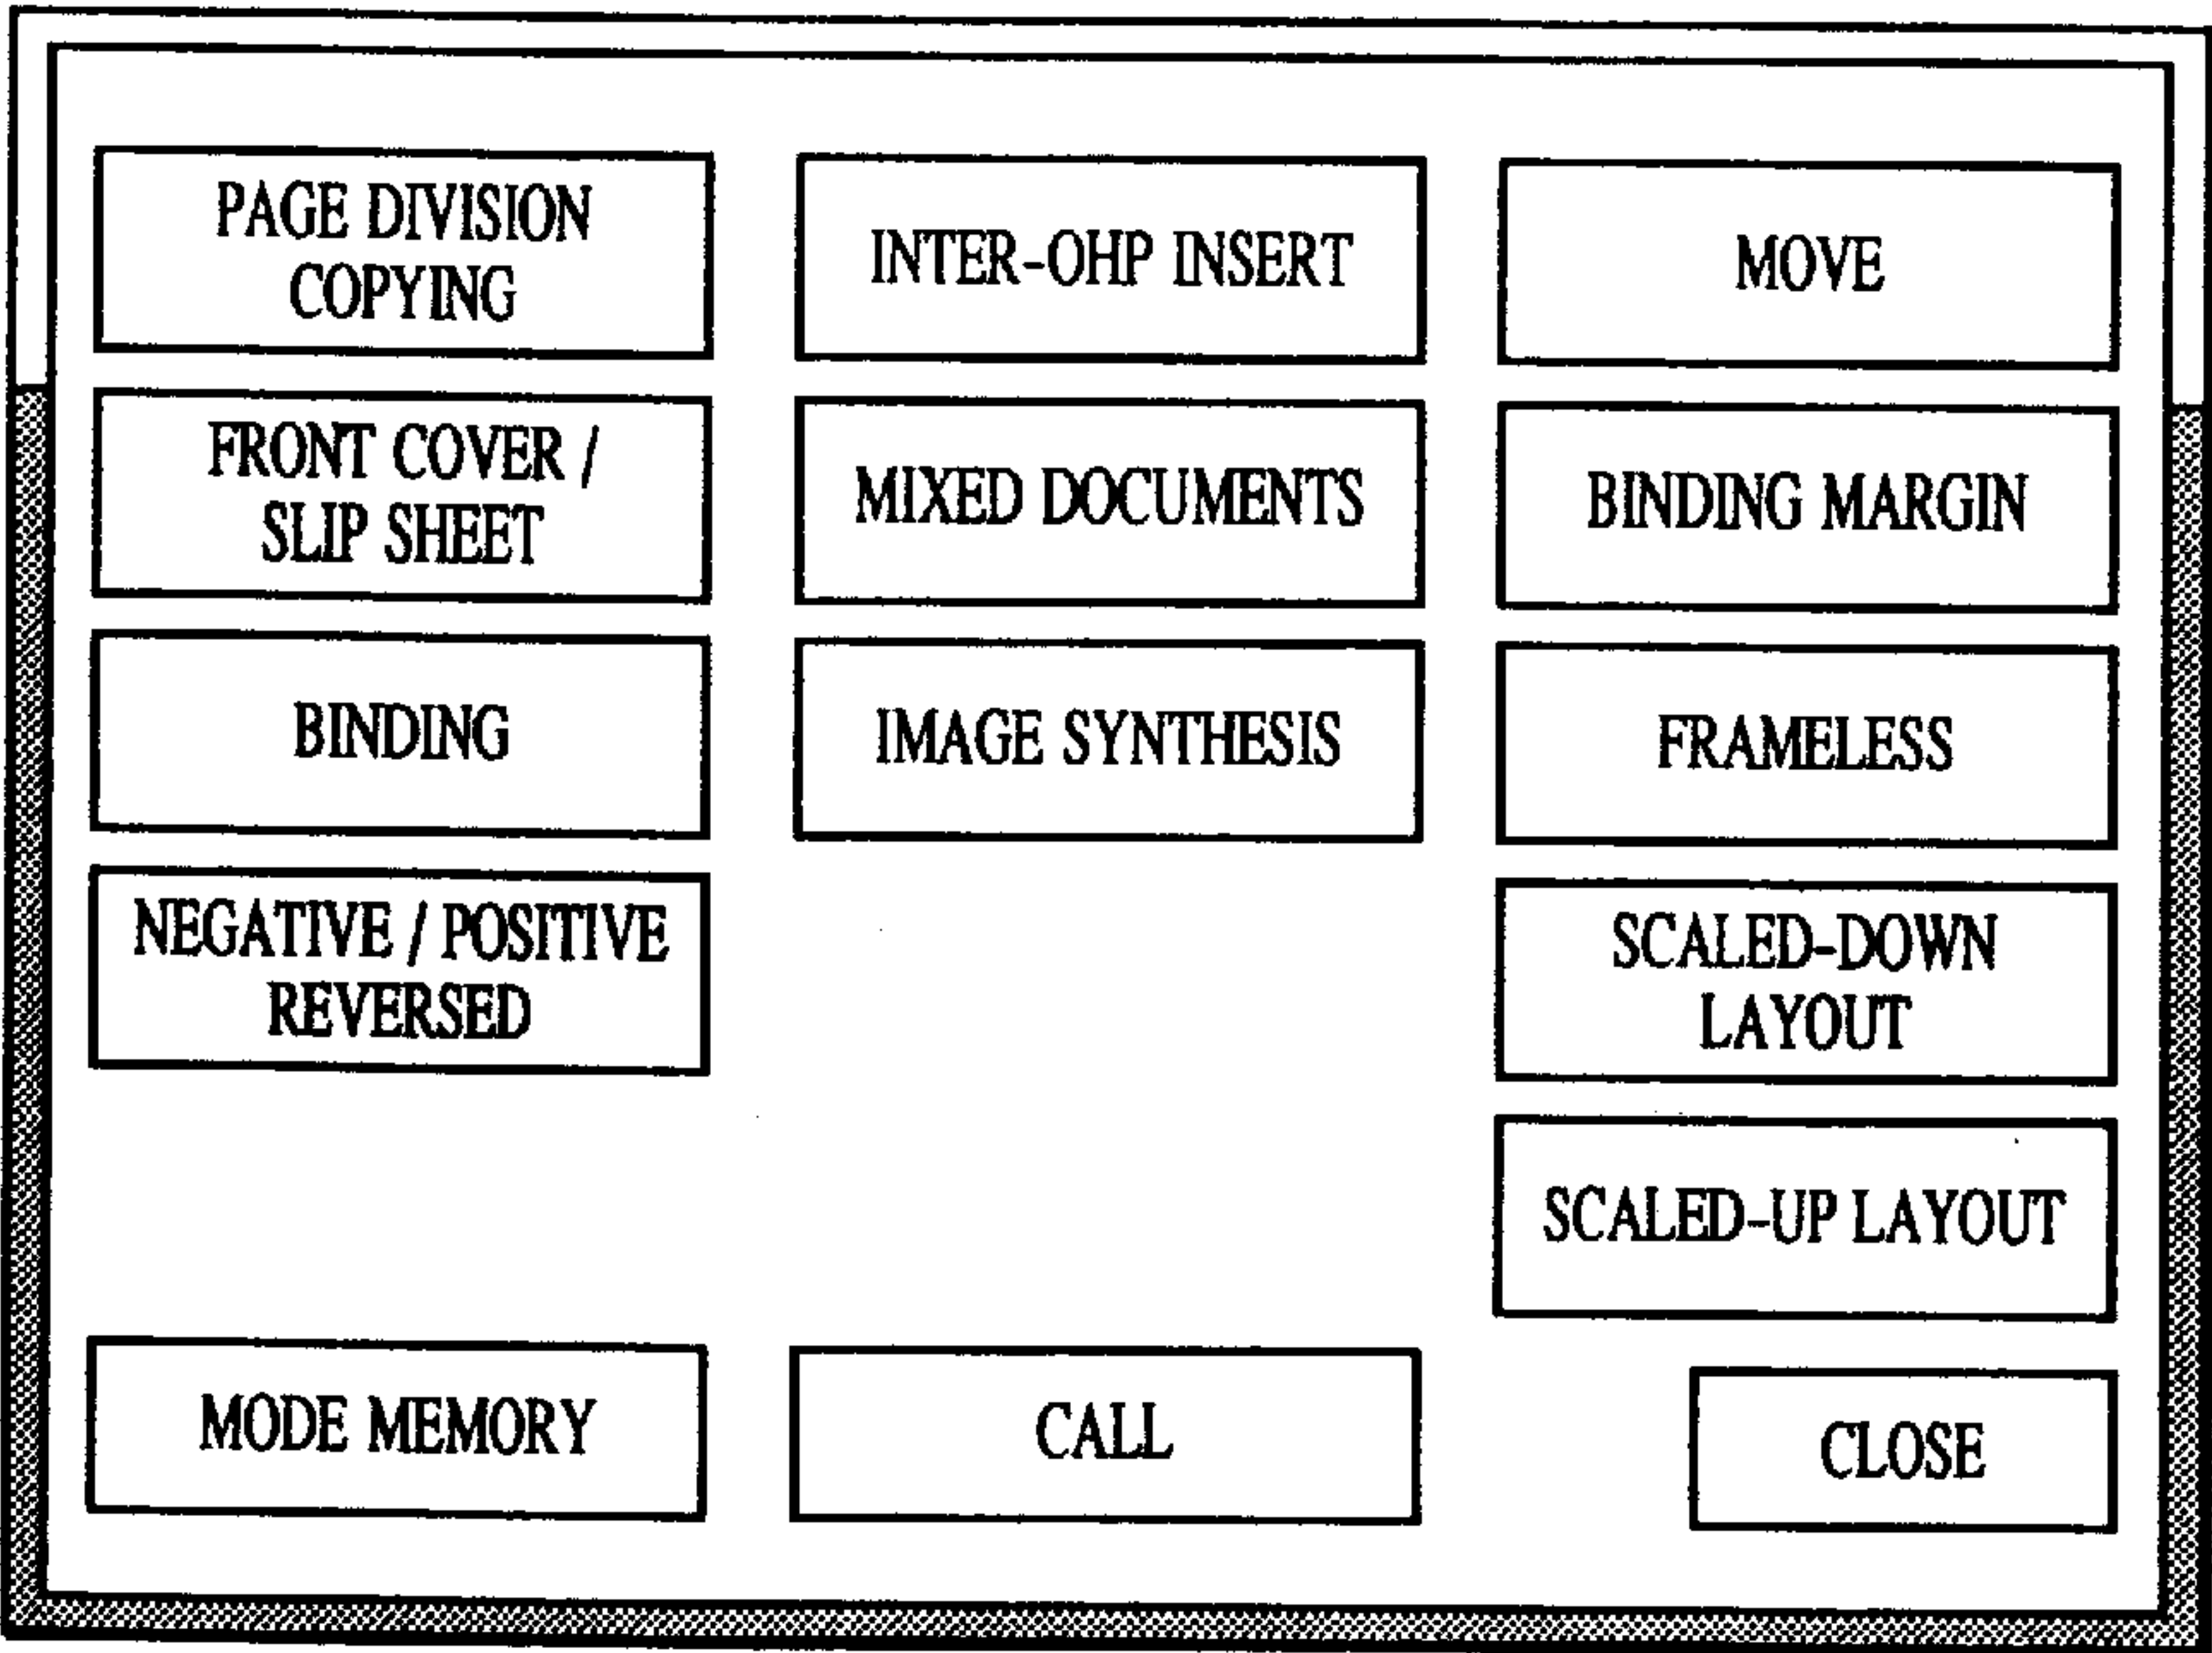 PAGE DIVISION
COPYING
INTER-OHP INSERT
MOVE
FRONT COVER /
SLIP SHEET
MIXED DOCUMENTS
BINDING MARGIN
BINDING
IMAGE SYNTHESIS
FRAMELESS
NEGATIVE / POSITIVE
REVERSED
SCALED-DOWN
LAYOUT
SCALED-UP LAYOUT
MODE MEMORY
CALL
CLOSE